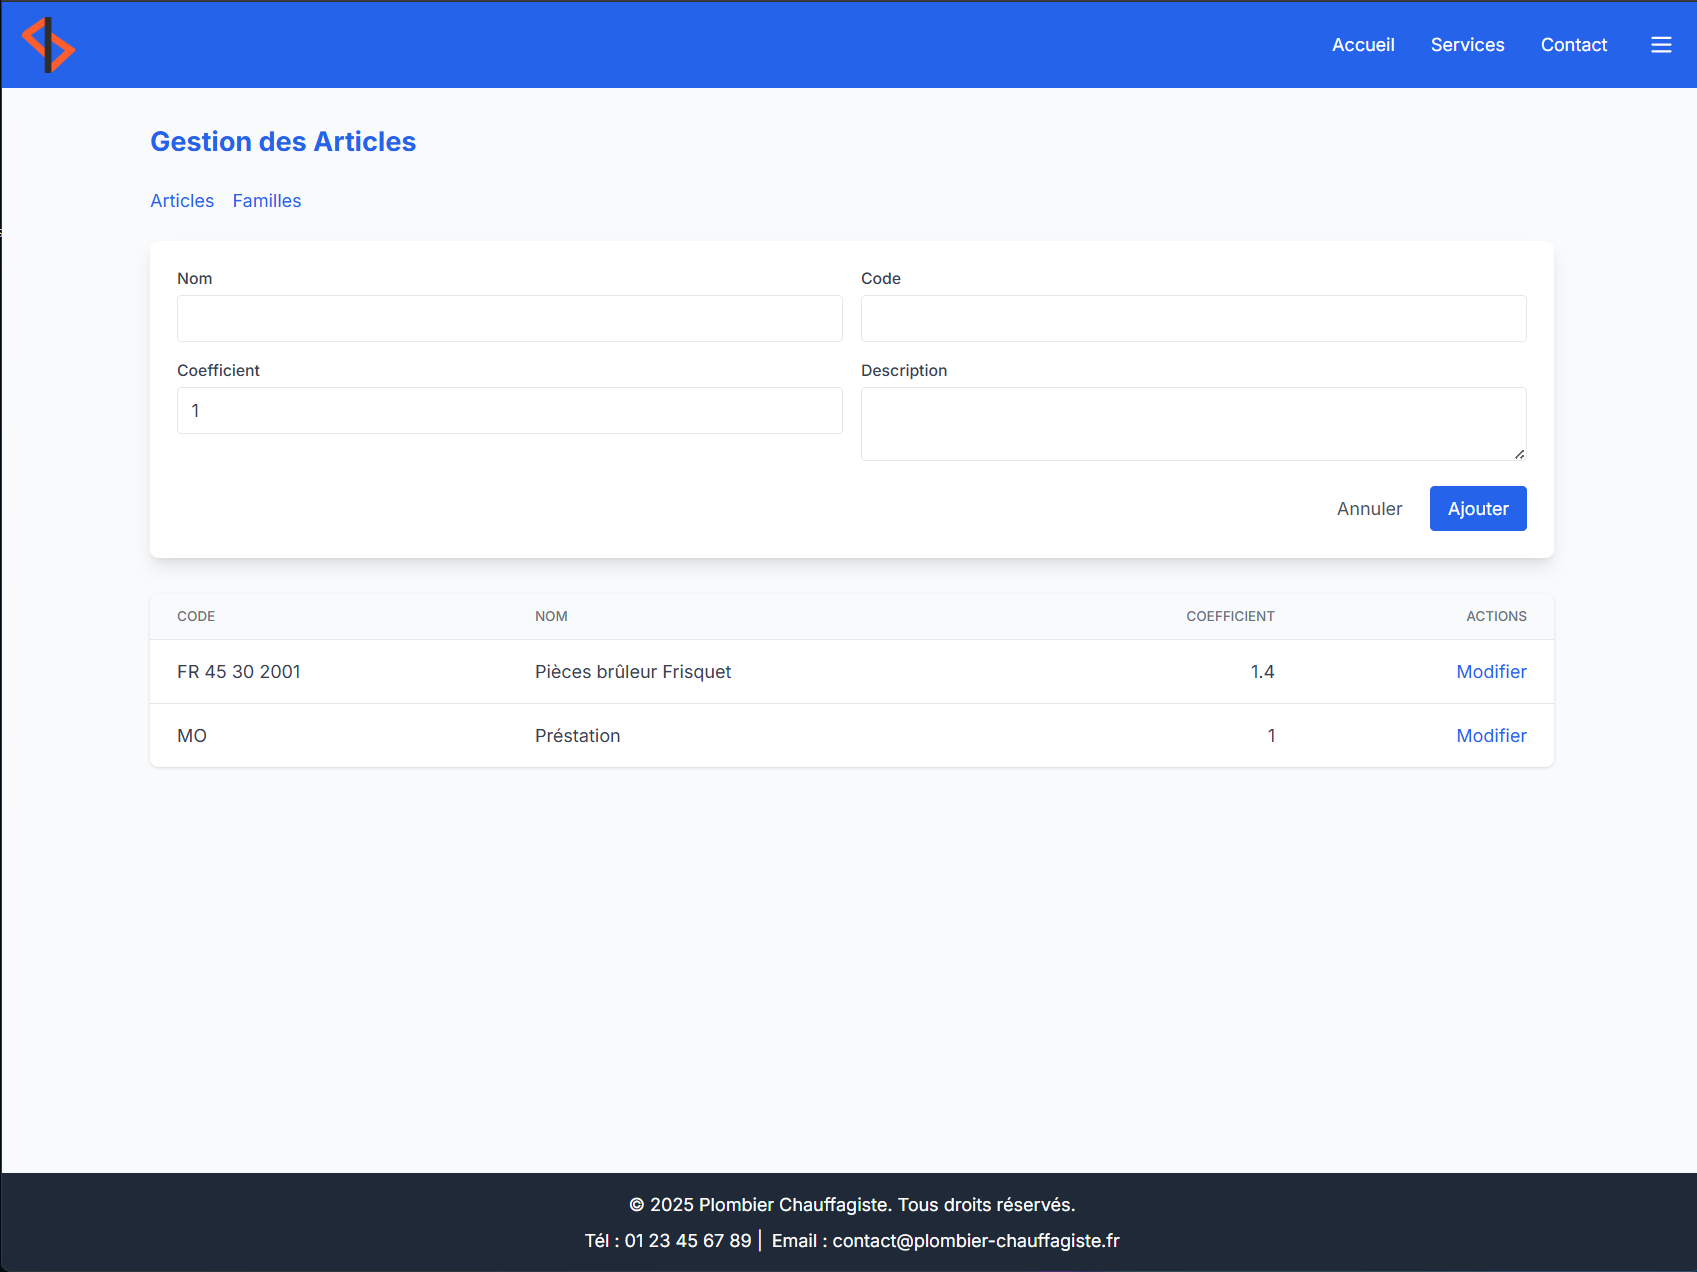 Accueil Services Contact
Gestion des Articles
Articles Familles
Nom Code
Coefficient Description
1
Annuler Ajouter
CODE NOM COEFFICIENT ACTIONS
FR 45 30 2001 Pièces brûleur Frisquet 1.4 Modifier
MO Préstation 1 Modifier
© 2025 Plombier Chauffagiste. Tous droits réservés.
Tél : 01 23 45 67 89 | Email : contact@plombier-chauffagiste.fr